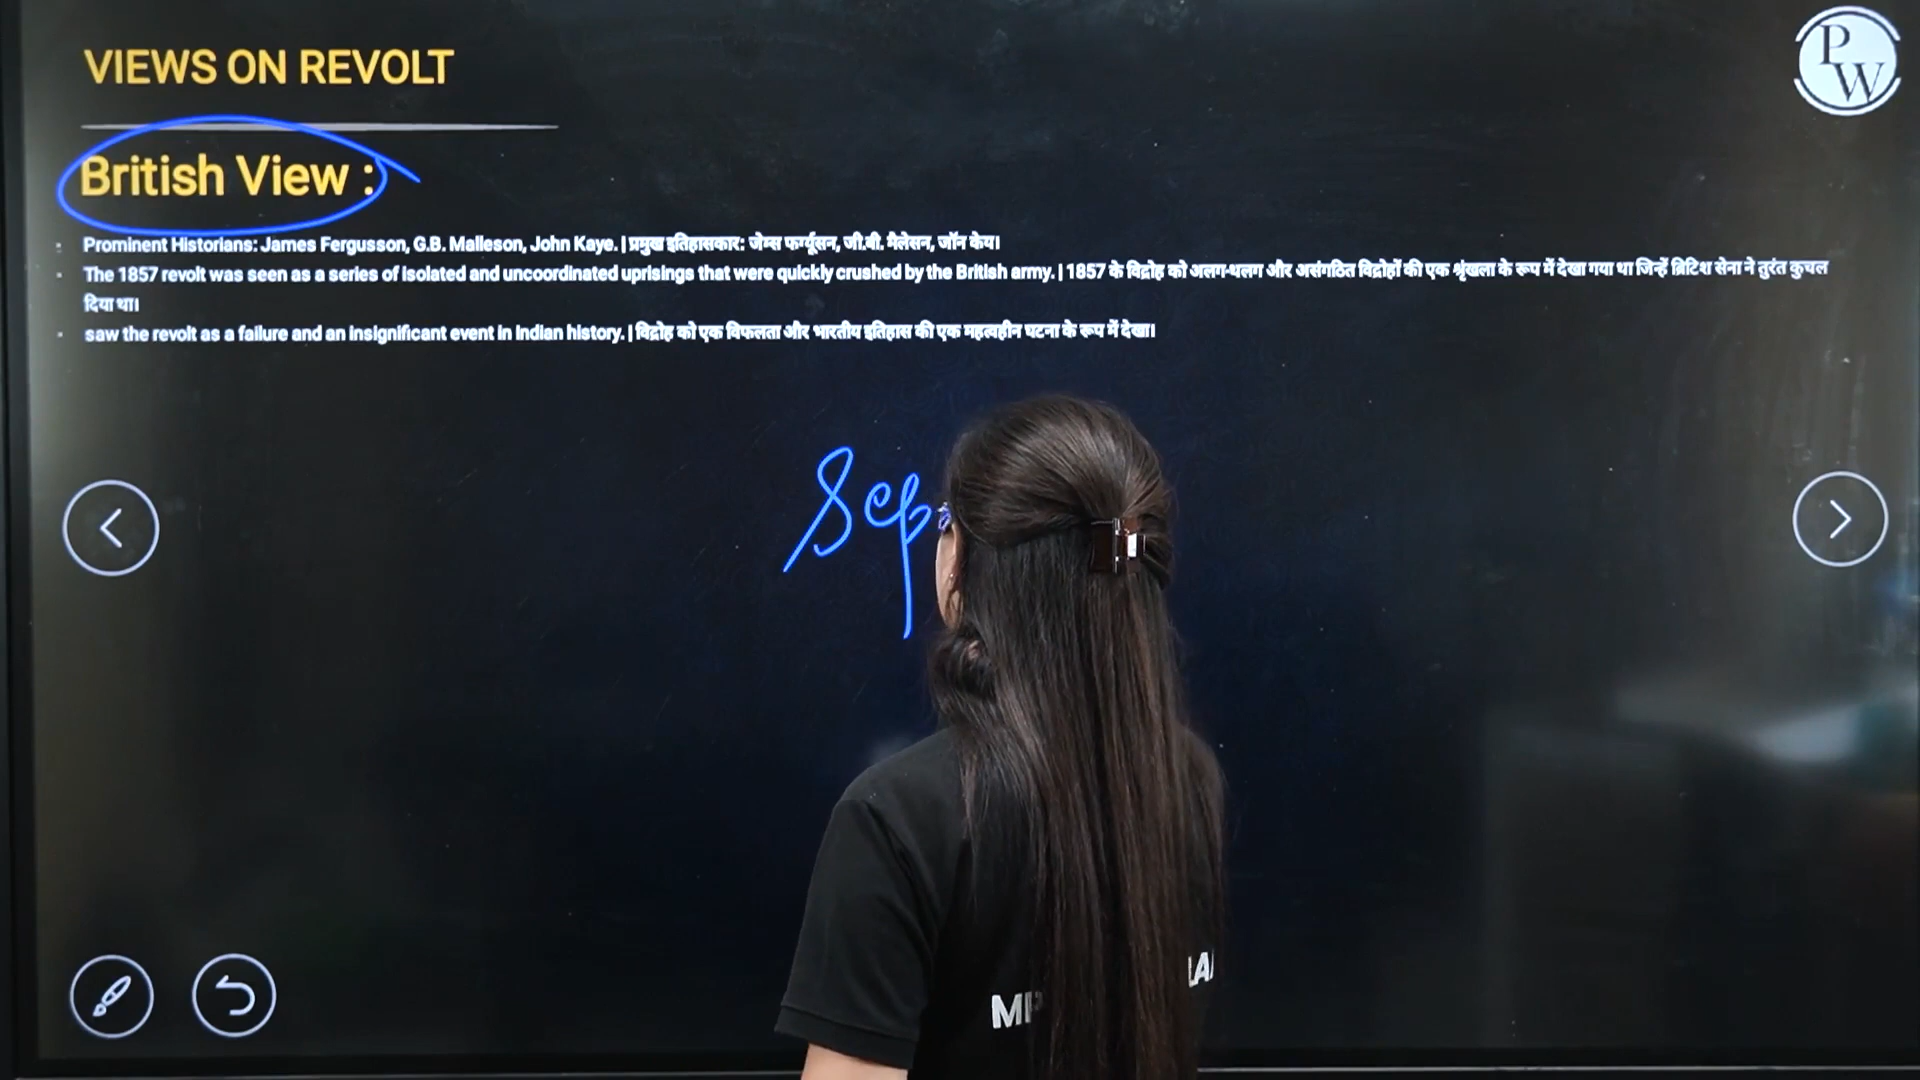 VIEWS ON REVOLT
PW
British View :
Prominent Historians: James Fergusson, G.B. Malleson, John Kaye. | प्रमुख इतिहासकार: जेम्स फर्ग्यूसन, जी.बी. मैलेसन, जॉन केय।
The 1857 revolt was seen as a series of isolated and uncoordinated uprisings that were quickly crushed by the British army. | 1857 के विद्रोह को अलग-थलग और असंगठित विद्रोहों की एक श्रृंखला के रूप में देखा गया था जिन्हें ब्रिटिश सेना ने तुरंत कुचल
दिया था।
saw the revolt as a failure and an insignificant event in Indian history. | विद्रोह को एक विफलता और भारतीय इतिहास की एक महत्वहीन घटना के रूप में देखा।
Sep